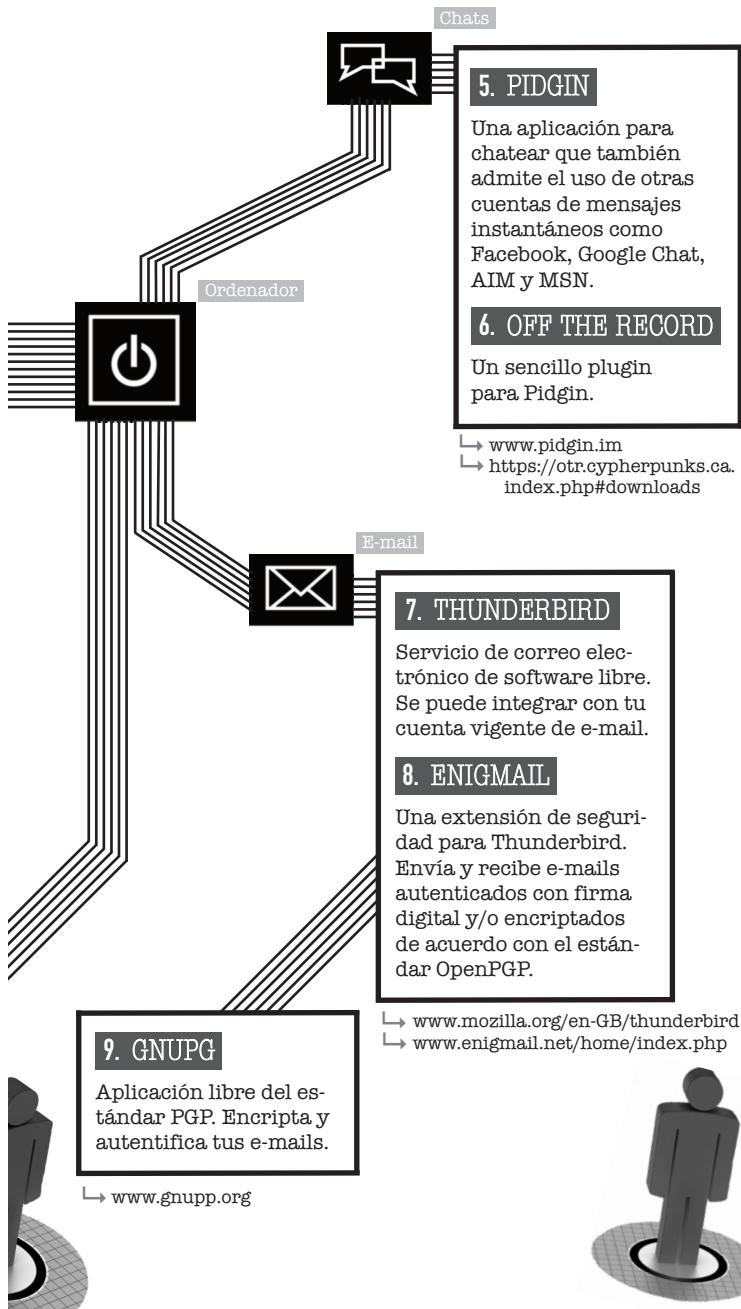 Chats
5. PIDGIN
Una aplicación para
chatear que también
admite el uso de otras
cuentas de mensajes
instantáneos como
Facebook, Google Chat,
AIM y MSN.
6. OFF THE RECORD
Un sencillo plugin
para Pidgin.
www.pidgin.im
https://otr.cypherpunks.ca.
index.php#downloads
Ordenador
E-mail
7. THUNDERBIRD
Servicio de correo elec-
trónico de software libre.
Se puede integrar con tu
cuenta vigente de e-mail.
8. ENIGMAIL
Una extensión de seguri-
dad para Thunderbird.
Envía y recibe e-mails
autenticados con firma
digital y/o encriptados
de acuerdo con el están-
dar OpenPGP.
www.mozilla.org/en-GB/thunderbird
www.enigmail.net/home/index.php
9. GNUPG
Aplicación libre del es-
tándar PGP. Encripta y
autentifica tus e-mails.
www.gnupp.org